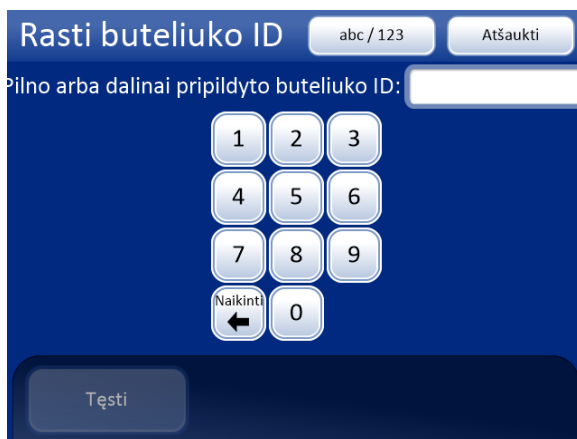 Rasti buteliuko ID
abc / 123
Atšaukti
Pilno arba dalinai pripildyto buteliuko ID:
1 2 3
4 5 6
7 8 9
Naikinti
0
Tęsti